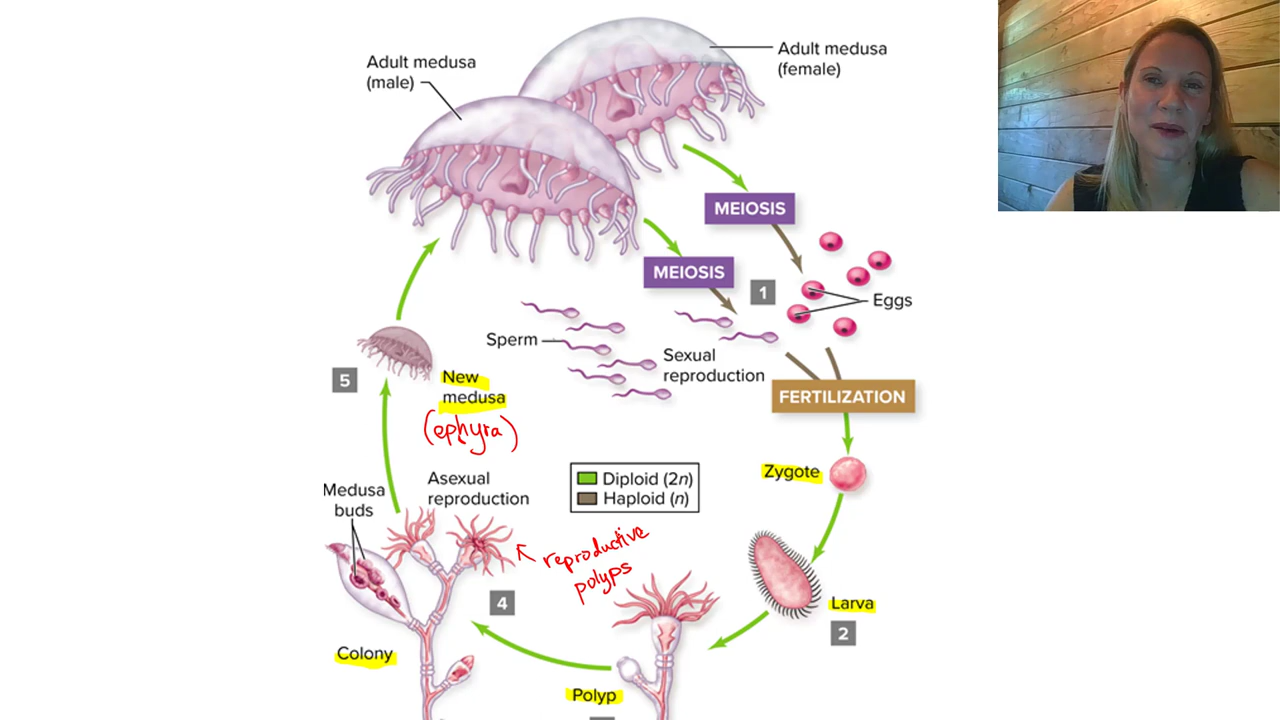 Adult medusa
(male)
Adult medusa
(female)
MEIOSIS
MEIOSIS
1
Eggs
Sperm
Sexual
reproduction
FERTILIZATION
5
New
medusa
(ephyra)
Zygote
Diploid (2n)
Haploid (n)
Asexual
reproduction
Medusa
buds
reproductive
polyps
4
Larva
2
Colony
Polyp